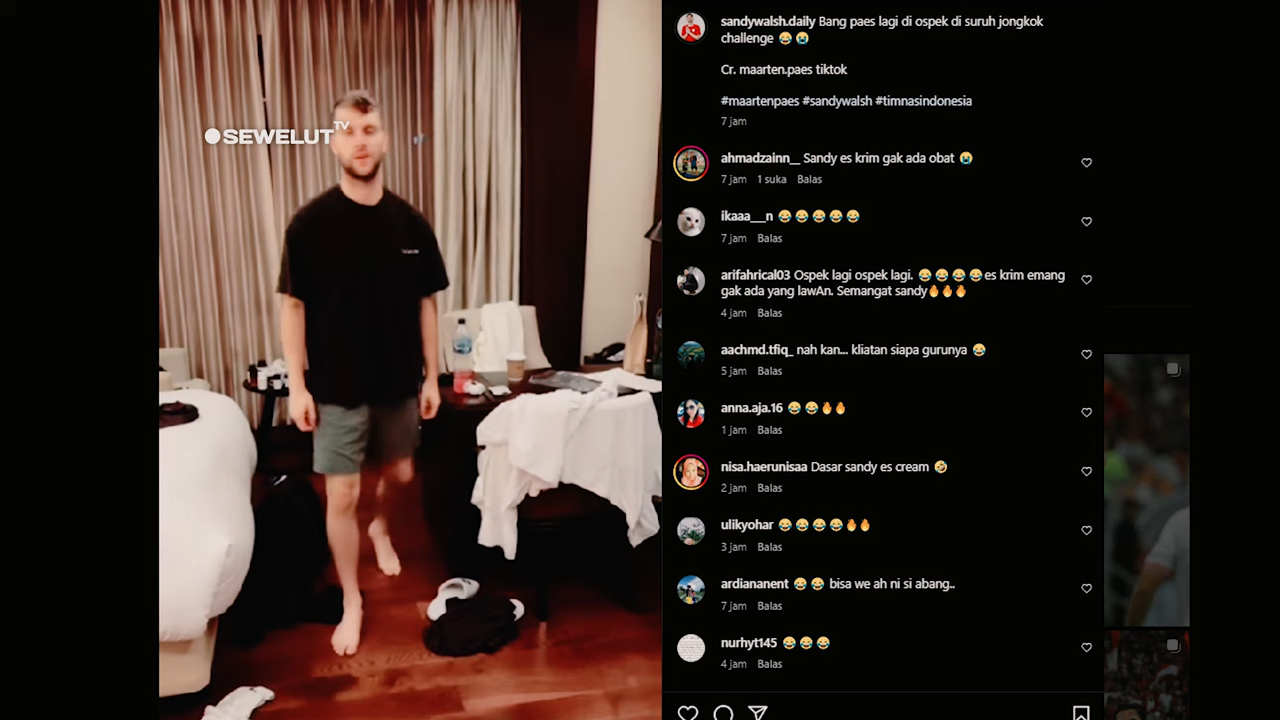 SEWELUT TV
sandywalsh.daily Bang paes lagi di ospek di suruh jongkok
challenge 😂😭
Cr. maarten.paes tiktok
#maartenpaes #sandywalsh #timnasindonesia
7 jam
ahmadzainn__ Sandy es krim gak ada obat 😭
7 jam 1 suka Balas
ikaaa___n 😂😂😂😂😂
7 jam Balas
arifahrical03 Ospek lagi ospek lagi. 😂😂😂😂es krim emang
gak ada yang lawAn. Semangat sandy🔥🔥🔥
4 jam Balas
aachmd.tfiq_ nah kan... kliatan siapa gurunya 😂
5 jam Balas
anna.aja.16 😂😂🔥🔥
1 jam Balas
nisa.haerunisaa Dasar sandy es cream 🤣
2 jam Balas
ulikyohar 😂😂😂😂🔥🔥
3 jam Balas
ardiananent 😂😂 bisa we ah ni si abang..
7 jam Balas
nurhyt145 😂😂😂
4 jam Balas